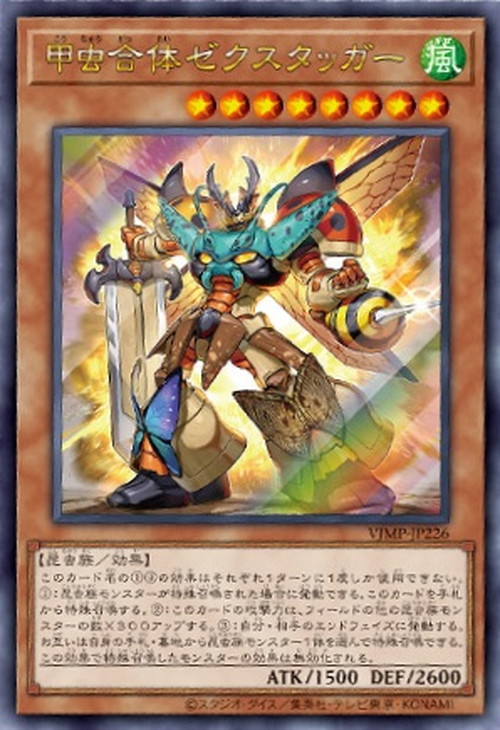 甲虫合体ゼクスタッガー
風
VJMP-JP226
【昆虫族/効果】
このカード名の①③の効果はそれぞれ1ターンに1度しか使用できない。
①:昆虫族モンスターが特殊召喚された場合に発動できる。このカードを手札
から特殊召喚する。②:このカードの攻撃力は、フィールドの他の昆虫族モン
スターの数×300アップする。③:自分・相手のエンドフェイズに発動する。
お互いは自身の手札・墓地から昆虫族モンスター1体を選んで特殊召喚できる。
この効果で特殊召喚したモンスターの効果は無効化される。
ATK/1500 DEF/2600
©スタジオ・ダイス/集英社・テレビ東京・KONAMI